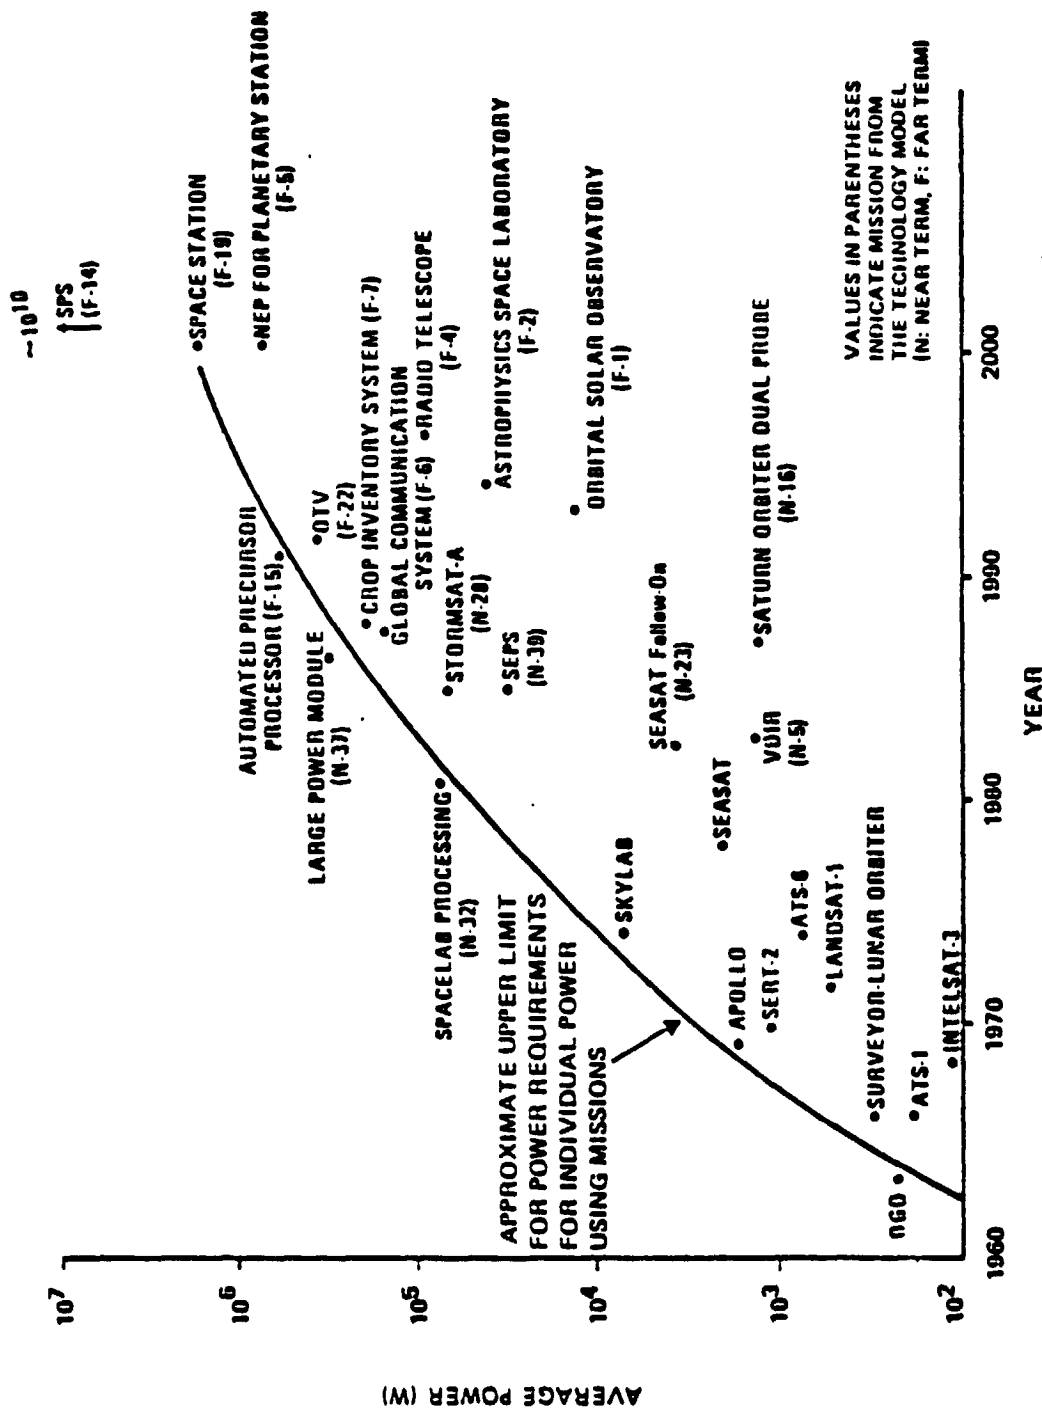 ~10^10
↑SPS
(F-14)
SPACE STATION
(F-19)
NEP FOR PLANETARY STATION
(F-5)
AUTOMATED PRECURSOR
PROCESSOR (F-15)
OTV
(F-22)
LARGE POWER MODULE
(N-37)
CROP INVENTORY SYSTEM (F-7)
GLOBAL COMMUNICATION
SYSTEM (F-6)
RADIO TELESCOPE
(F-4)
STORMSAT-A
(N-28)
SEPS
(N-39)
ASTROPHYSICS SPACE LABORATORY
(F-2)
ORBITAL SOLAR OBSERVATORY
(F-1)
SPACELAB PROCESSING
(N-32)
APPROXIMATE UPPER LIMIT
FOR POWER REQUIREMENTS
FOR INDIVIDUAL POWER
USING MISSIONS
SKYLAB
SEASAT Follow-On
(N-23)
SEASAT
VOIR
(N-5)
SATURN ORBITER DUAL PROBE
(N-16)
APOLLO
SERT-2
ATS-6
LANDSAT-1
SURVEYOR-LUNAR ORBITER
ATS-1
OGO
INTELSAT-3
VALUES IN PARENTHESES
INDICATE MISSION FROM
THE TECHNOLOGY MODEL
(N: NEAR TERM, F: FAR TERM)
10^7
10^6
10^5
10^4
10^3
10^2
AVERAGE POWER (W)
1960
1970
1980
1990
2000
YEAR